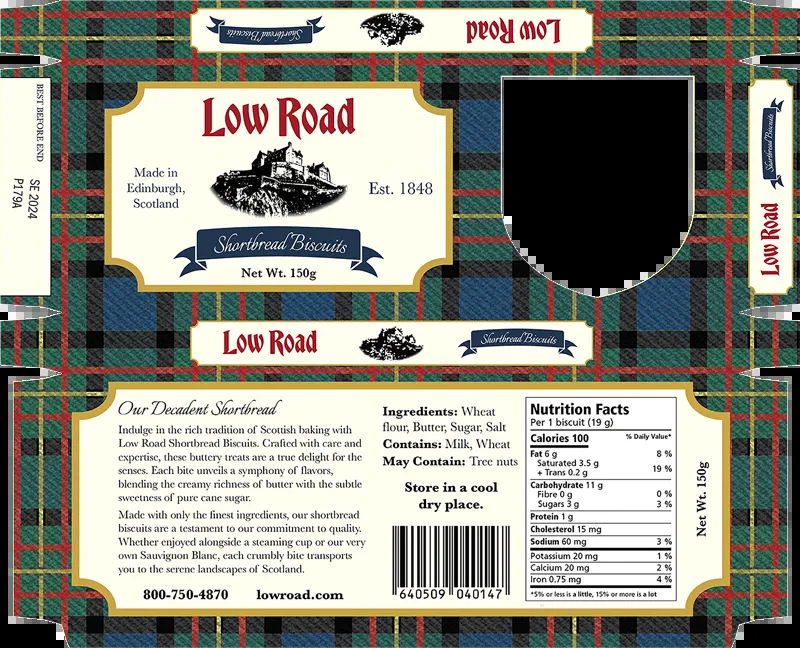 Low Road
Shortbread Biscuits
BEST BEFORE END
SE 2024
P179A
Low Road
Made in
Edinburgh,
Scotland
Est. 1848
Shortbread Biscuits
Net Wt. 150g
Shortbread Biscuits
Low Road
Low Road
Shortbread Biscuits
Our Decadent Shortbread
Indulge in the rich tradition of Scottish baking with
Low Road Shortbread Biscuits. Crafted with care and
expertise, these buttery treats are a true delight for the
senses. Each bite unveils a symphony of flavors,
blending the creamy richness of butter with the subtle
sweetness of pure cane sugar.
Made with only the finest ingredients, our shortbread
biscuits are a testament to our commitment to quality.
Whether enjoyed alongside a steaming cup or our very
own Sauvignon Blanc, each crumbly bite transports
you to the serene landscapes of Scotland.
800-750-4870 lowroad.com
Ingredients: Wheat
flour, Butter, Sugar, Salt
Contains: Milk, Wheat
May Contain: Tree nuts
Store in a cool
dry place.
640509 040147
Nutrition Facts
Per 1 biscuit (19 g)
Calories 100 % Daily Value*
Fat 6 g 8 %
Saturated 3.5 g
+ Trans 0.2 g 19 %
Carbohydrate 11 g
Fibre 0 g 0 %
Sugars 3 g 3 %
Protein 1 g
Cholesterol 15 mg
Sodium 60 mg 3 %
Potassium 20 mg 1 %
Calcium 20 mg 2 %
Iron 0.75 mg 4 %
*5% or less is a little, 15% or more is a lot
Net Wt. 150g